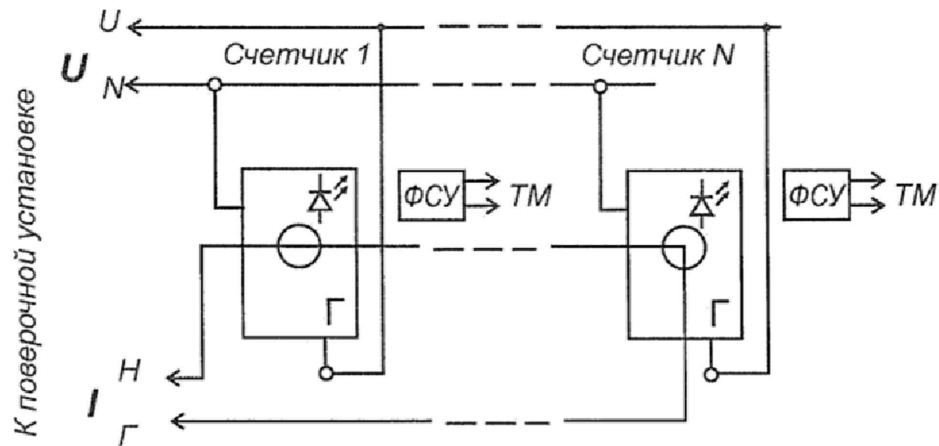 U
Счетчик 1
Счетчик N
U
N
К поверочной установке
ФСУ
ТМ
ФСУ
ТМ
Г
Г
Н
I
Г